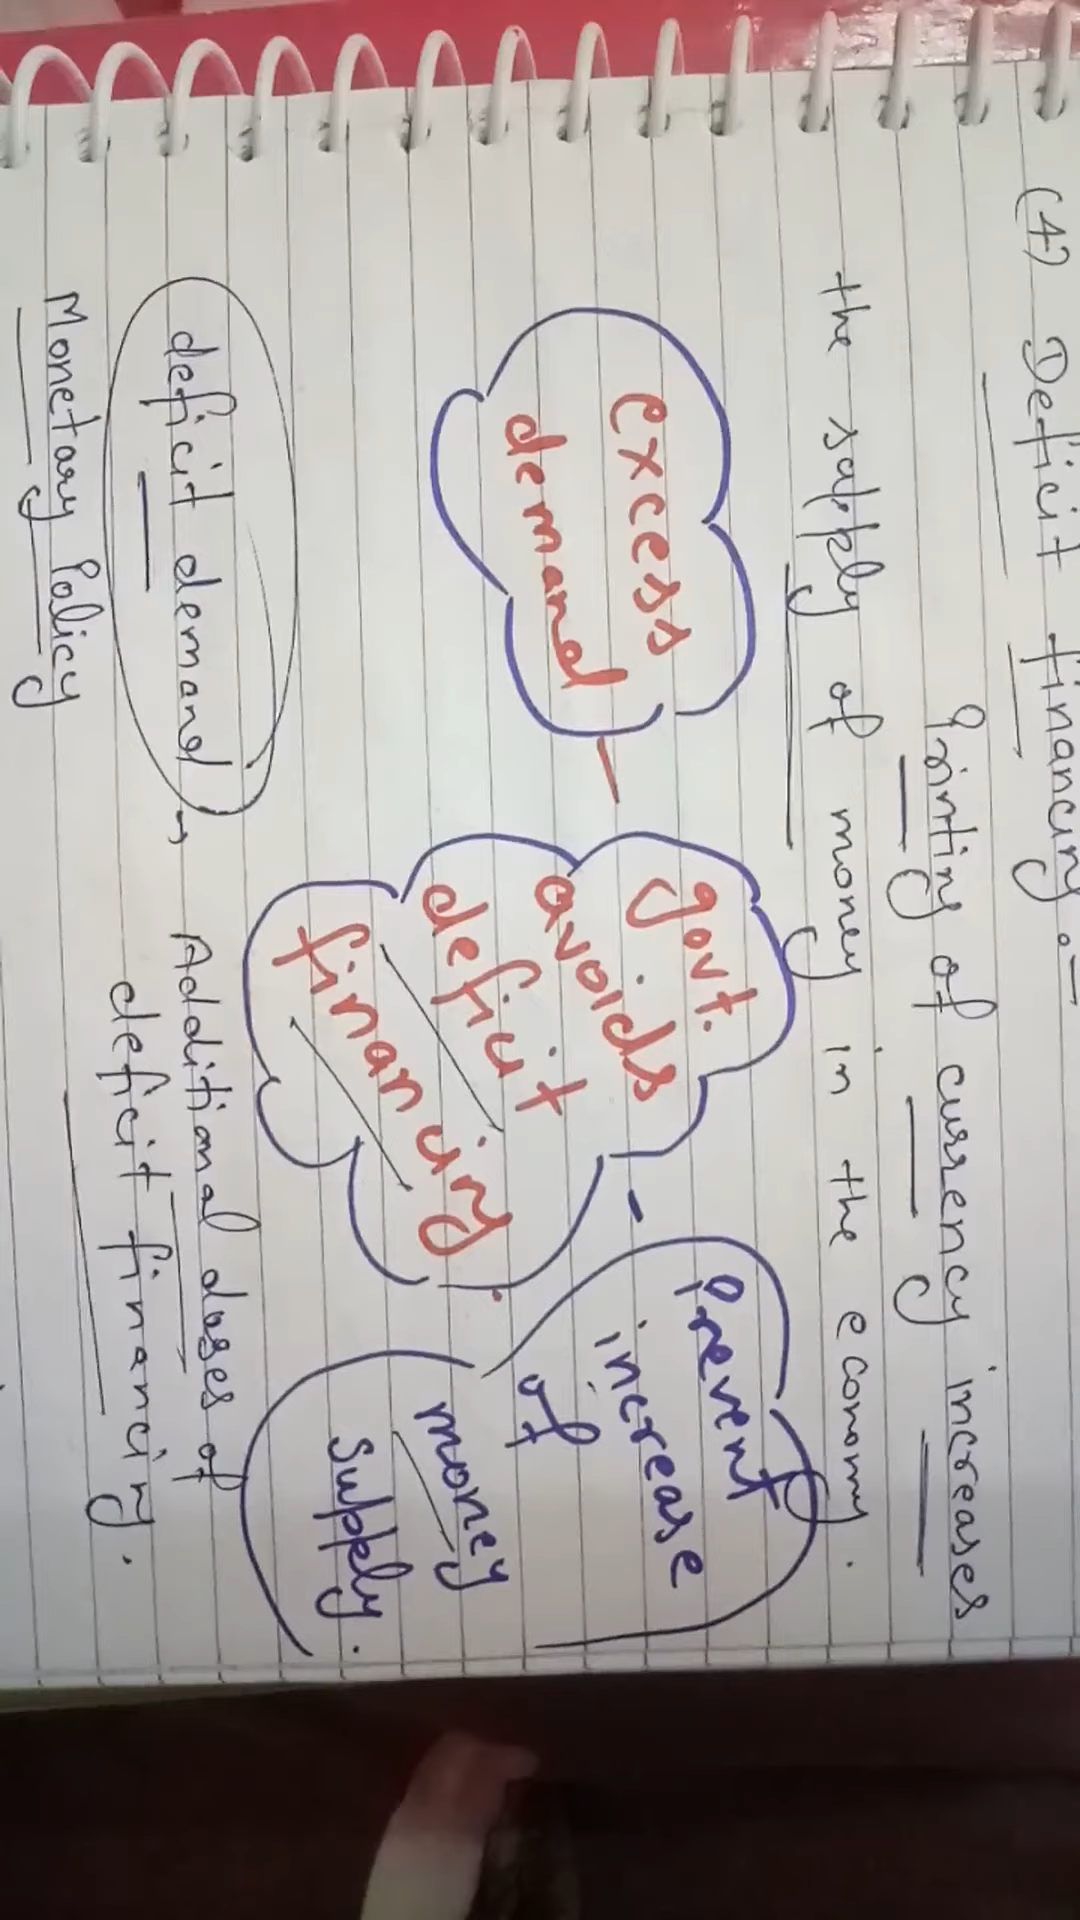 (4) Deficit financing :-
Printing of currency increases
the supply of money in the economy.
excess
demand
govt.
avoids
deficit
financing
Prevent
increase
of
money
supply.
deficit demand → Additional doses of
deficit financing.
Monetary Policy